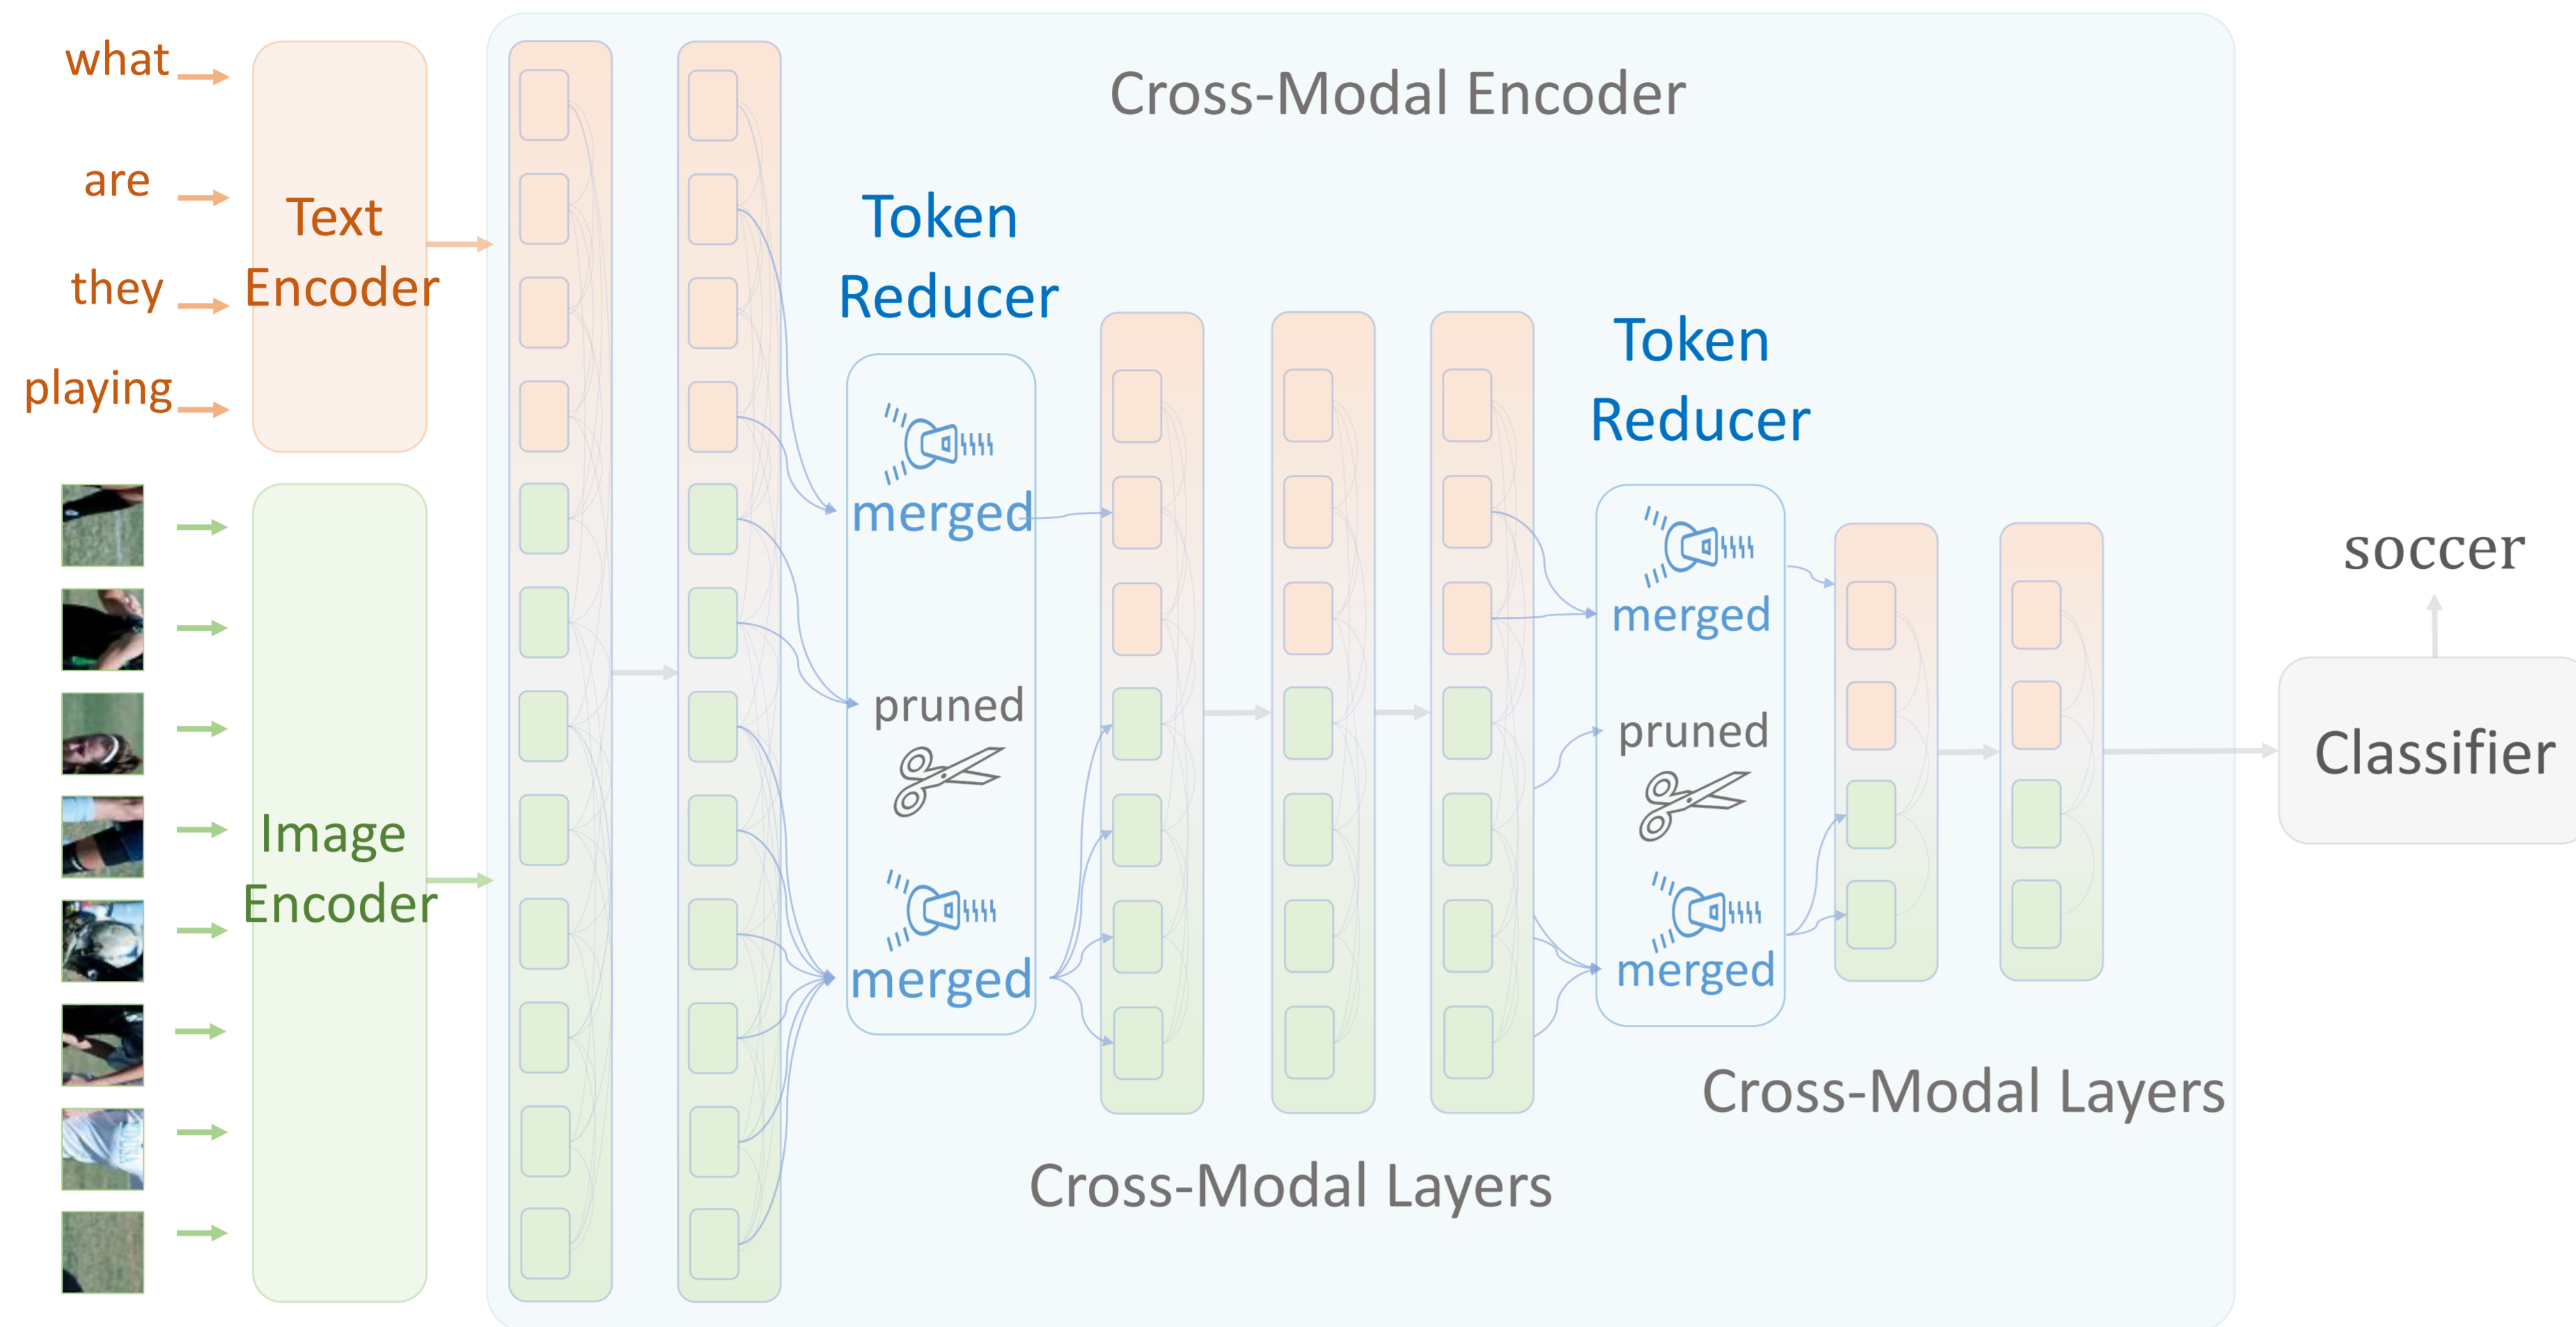 what
are
they
playing
Text
Encoder
Image
Encoder
Cross-Modal Encoder
Token
Reducer
merged
pruned
merged
Cross-Modal Layers
Token
Reducer
merged
pruned
merged
Cross-Modal Layers
soccer
Classifier